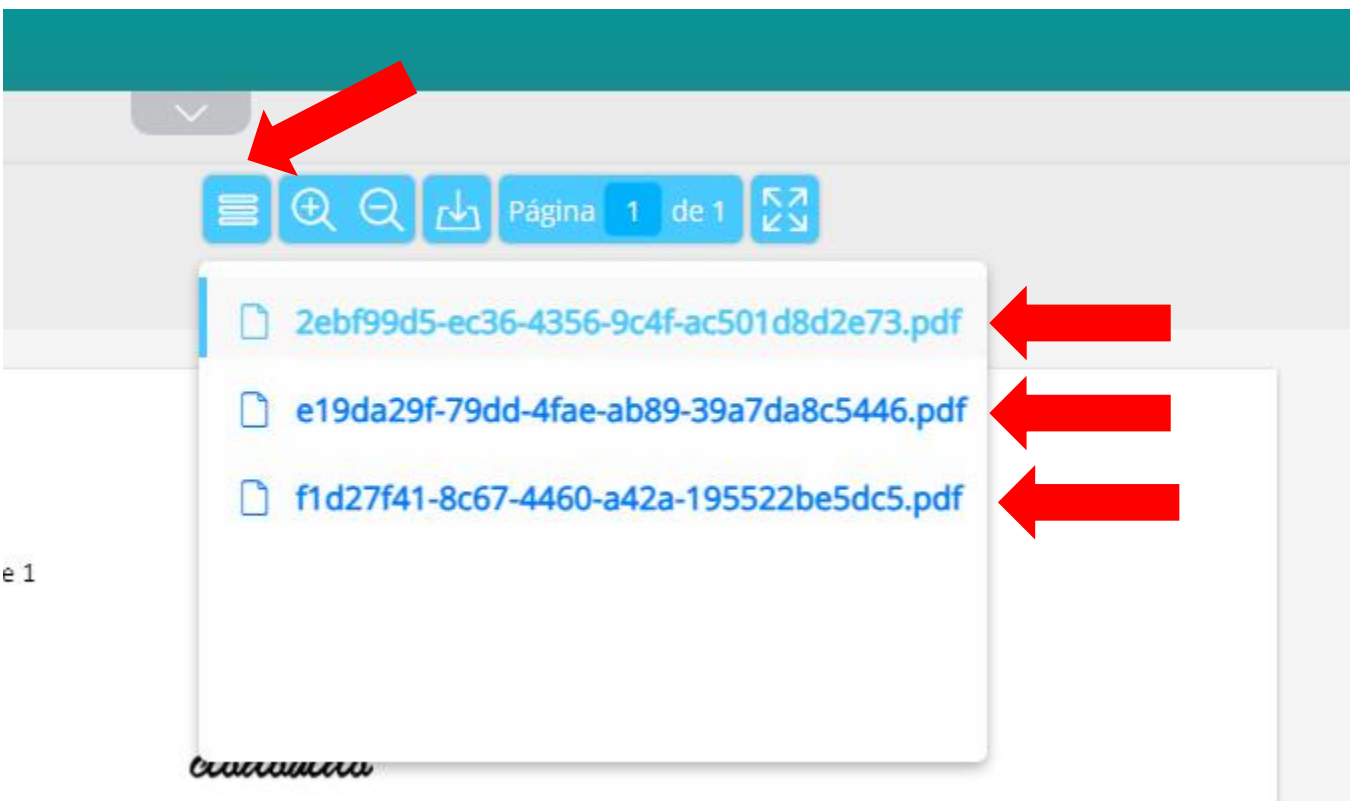 Página 1 de 1
2ebf99d5-ec36-4356-9c4f-ac501d8d2e73.pdf
e19da29f-79dd-4fae-ab89-39a7da8c5446.pdf
f1d27f41-8c67-4460-a42a-195522be5dc5.pdf
e 1